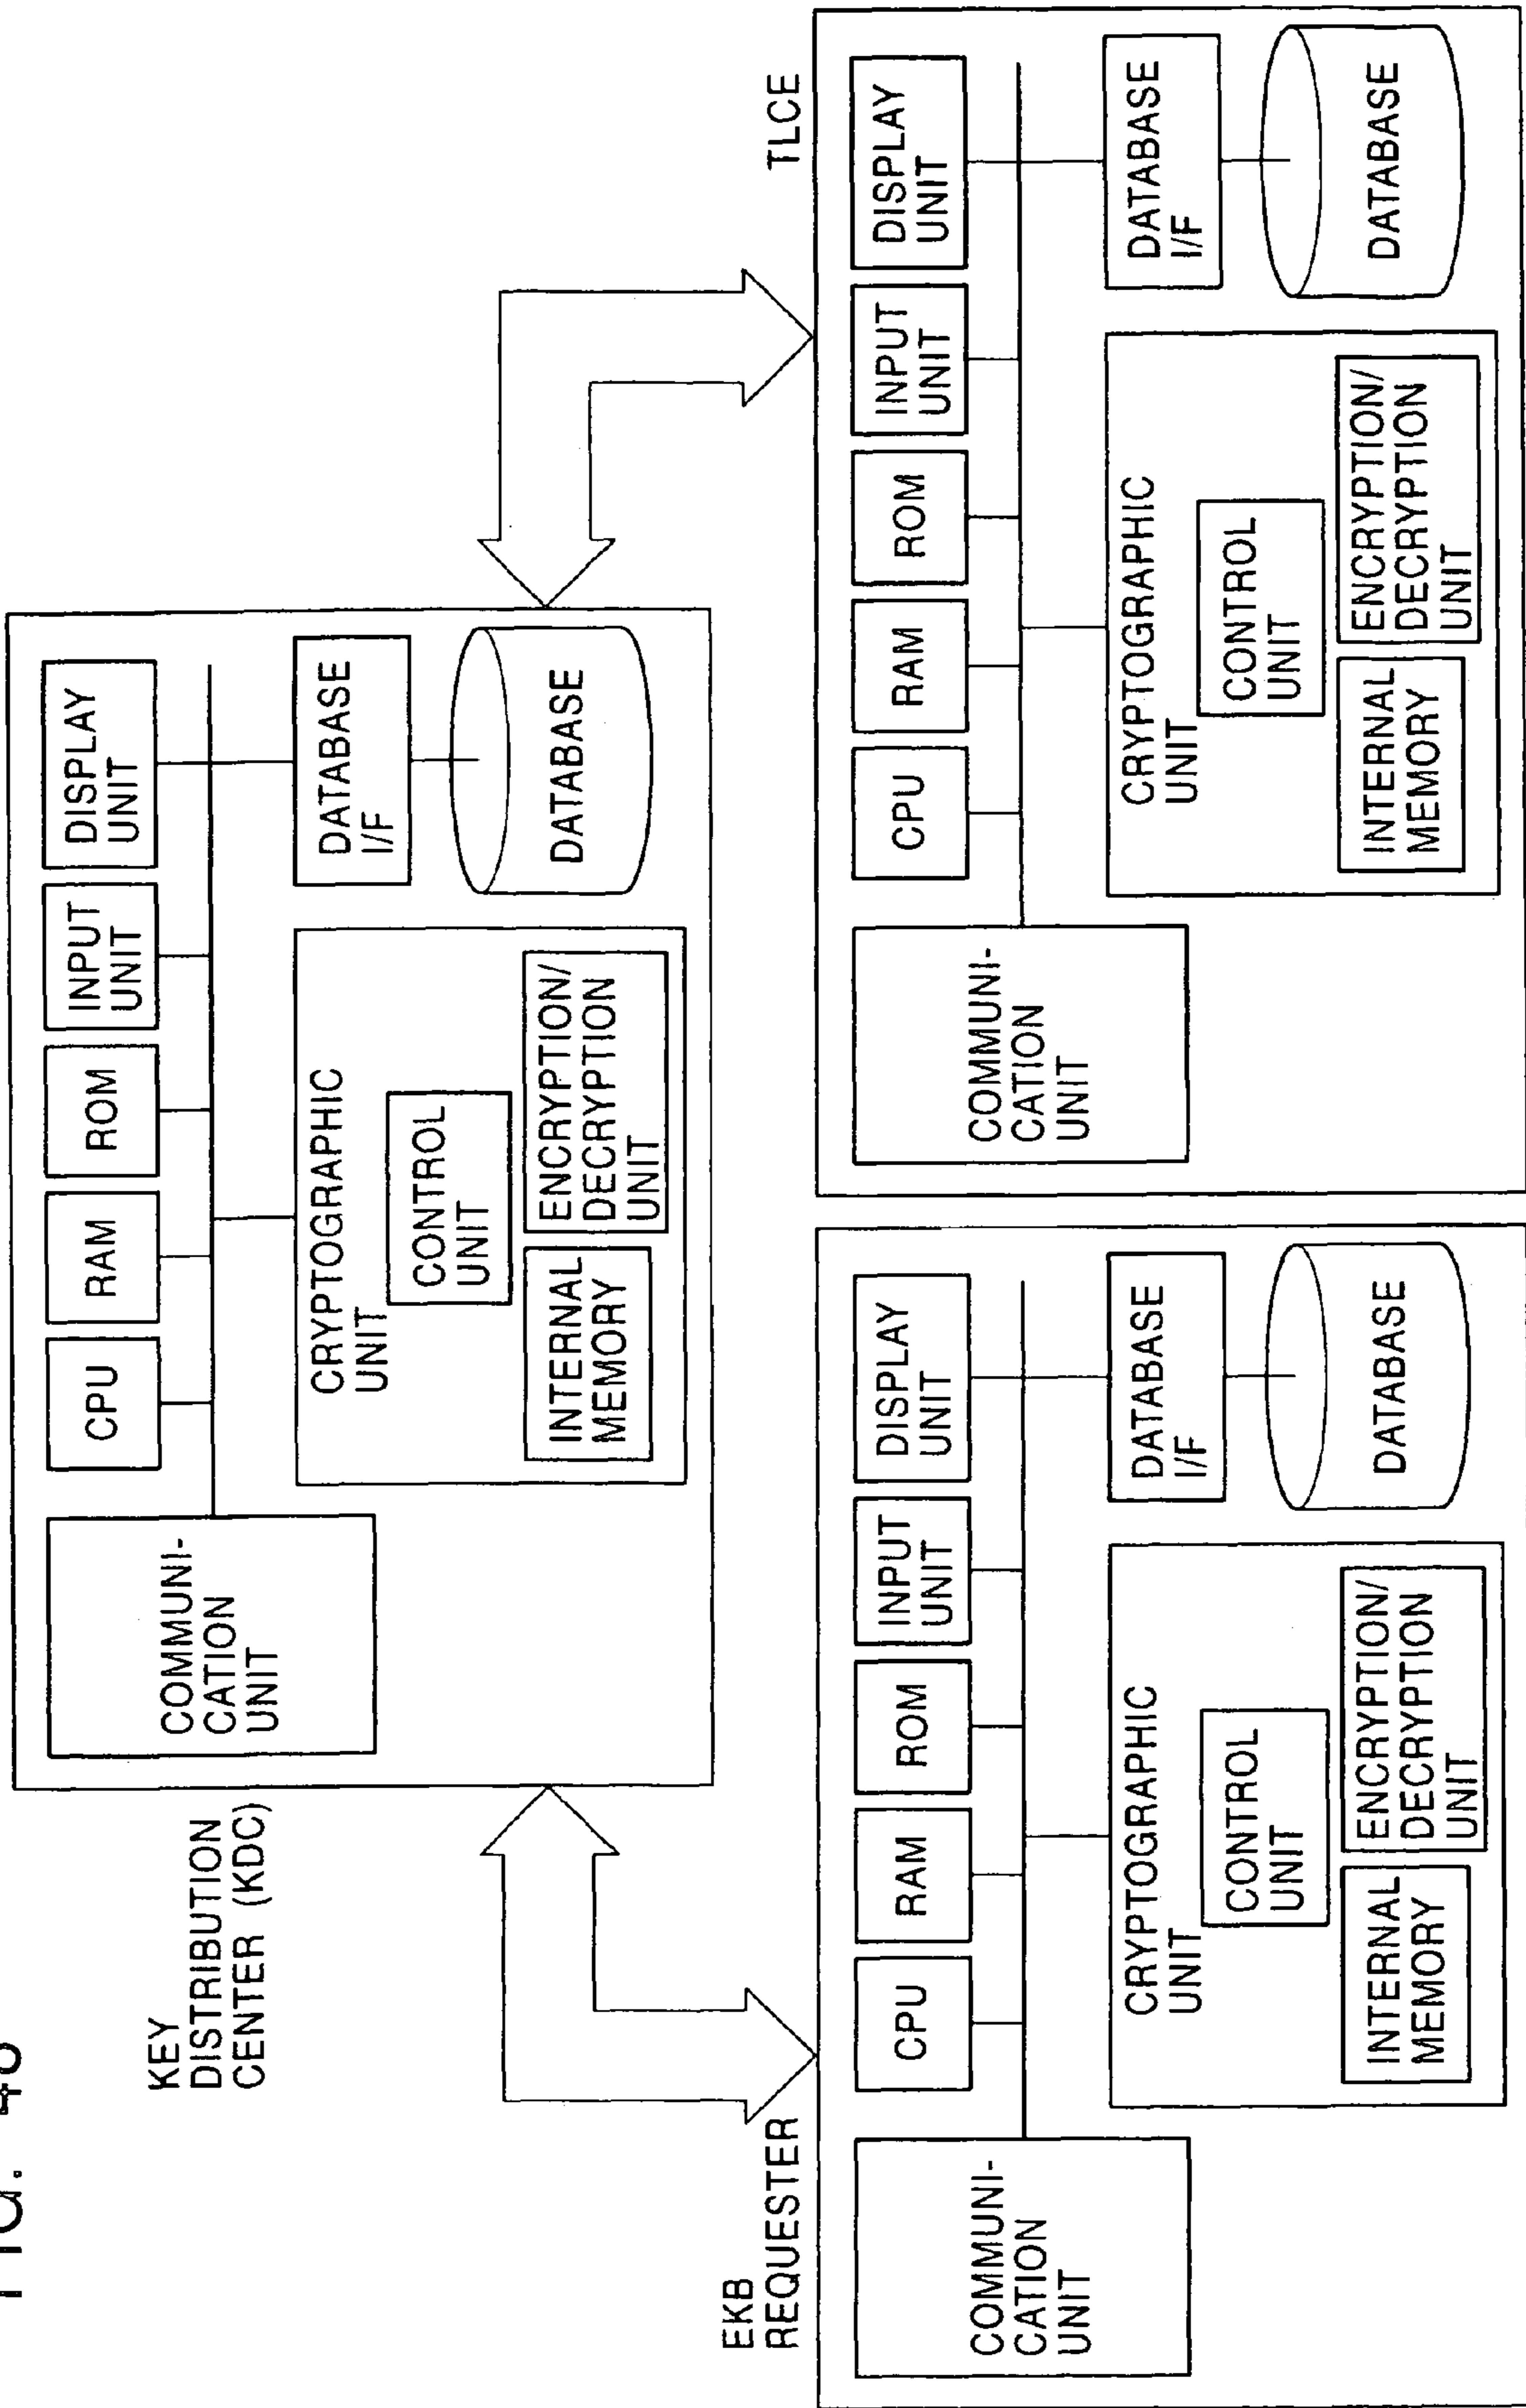 FIG.
KEY
DISTRIBUTION
CENTER (KDC)
COMMUNI-
CATION
UNIT
CPU
RAM
ROM
INPUT
UNIT
DISPLAY
UNIT
CRYPTOGRAPHIC
UNIT
CONTROL
UNIT
INTERNAL
MEMORY
ENCRYPTION/
DECRYPTION
UNIT
DATABASE
I/F
DATABASE
EKB
REQUESTER
COMMUNI-
CATION
UNIT
CPU
RAM
ROM
INPUT
UNIT
DISPLAY
UNIT
CRYPTOGRAPHIC
UNIT
CONTROL
UNIT
INTERNAL
MEMORY
ENCRYPTION/
DECRYPTION
UNIT
DATABASE
I/F
DATABASE
TLCE
COMMUNI-
CATION
UNIT
CPU
RAM
ROM
INPUT
UNIT
DISPLAY
UNIT
CRYPTOGRAPHIC
UNIT
CONTROL
UNIT
INTERNAL
MEMORY
ENCRYPTION/
DECRYPTION
UNIT
DATABASE
I/F
DATABASE